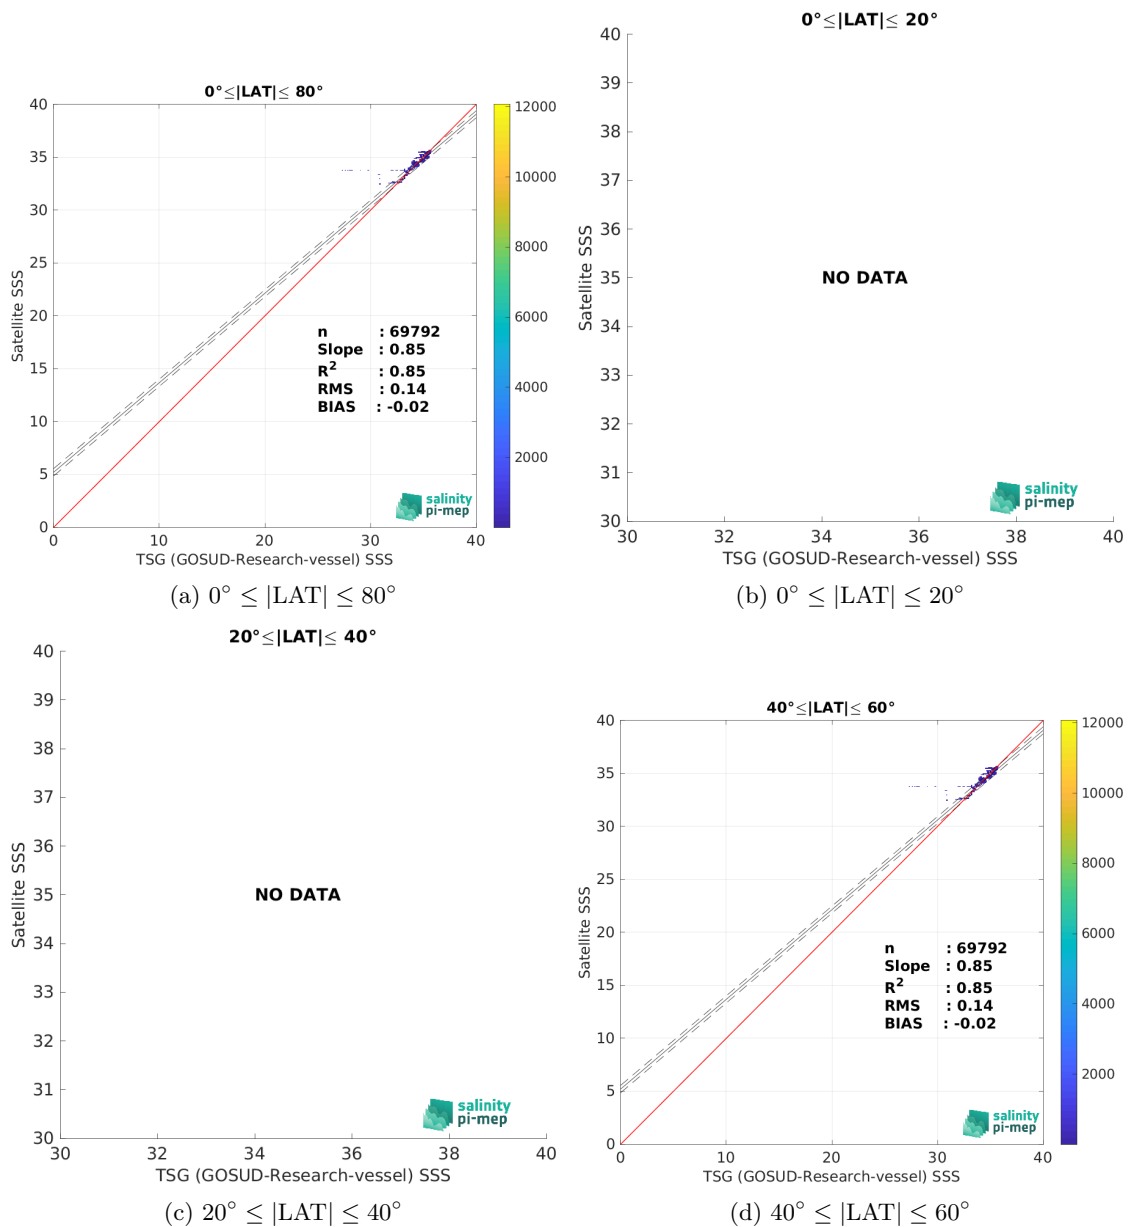 0°≤|LAT|≤ 80°
40
35
30
25
20
15
10
5
0
Satellite SSS
0
10
20
30
40
TSG (GOSUD-Research-vessel) SSS
12000
10000
8000
6000
4000
2000
n : 69792
Slope : 0.85
R² : 0.85
RMS : 0.14
BIAS : -0.02
salinity
pi-mep
(a) 0° ≤ |LAT| ≤ 80°
0°≤|LAT|≤ 20°
40
39
38
37
36
35
34
33
32
31
30
Satellite SSS
NO DATA
30
32
34
36
38
40
TSG (GOSUD-Research-vessel) SSS
salinity
pi-mep
(b) 0° ≤ |LAT| ≤ 20°
20°≤|LAT|≤ 40°
40
39
38
37
36
35
34
33
32
31
30
Satellite SSS
NO DATA
30
32
34
36
38
40
TSG (GOSUD-Research-vessel) SSS
salinity
pi-mep
(c) 20° ≤ |LAT| ≤ 40°
40°≤|LAT|≤ 60°
40
35
30
25
20
15
10
5
0
Satellite SSS
0
10
20
30
40
TSG (GOSUD-Research-vessel) SSS
12000
10000
8000
6000
4000
2000
n : 69792
Slope : 0.85
R² : 0.85
RMS : 0.14
BIAS : -0.02
salinity
pi-mep
(d) 40° ≤ |LAT| ≤ 60°